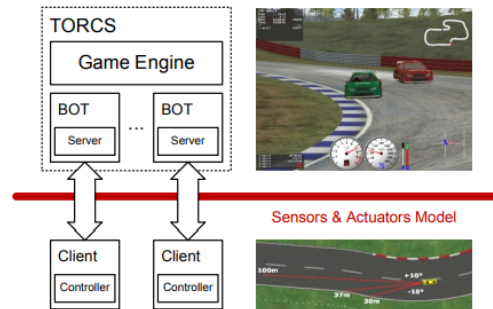 TORCS
Game Engine
BOT
BOT
...
Server
Server
Sensors & Actuators Model
Client
Client
Controller
Controller
100m
+10°
-10°
37m
30m